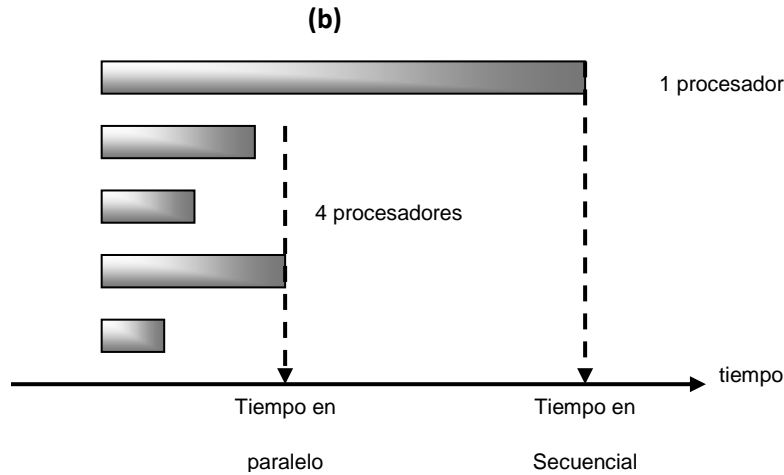 (b)
1 procesador
4 procesadores
tiempo
Tiempo en
paralelo
Tiempo en
Secuencial